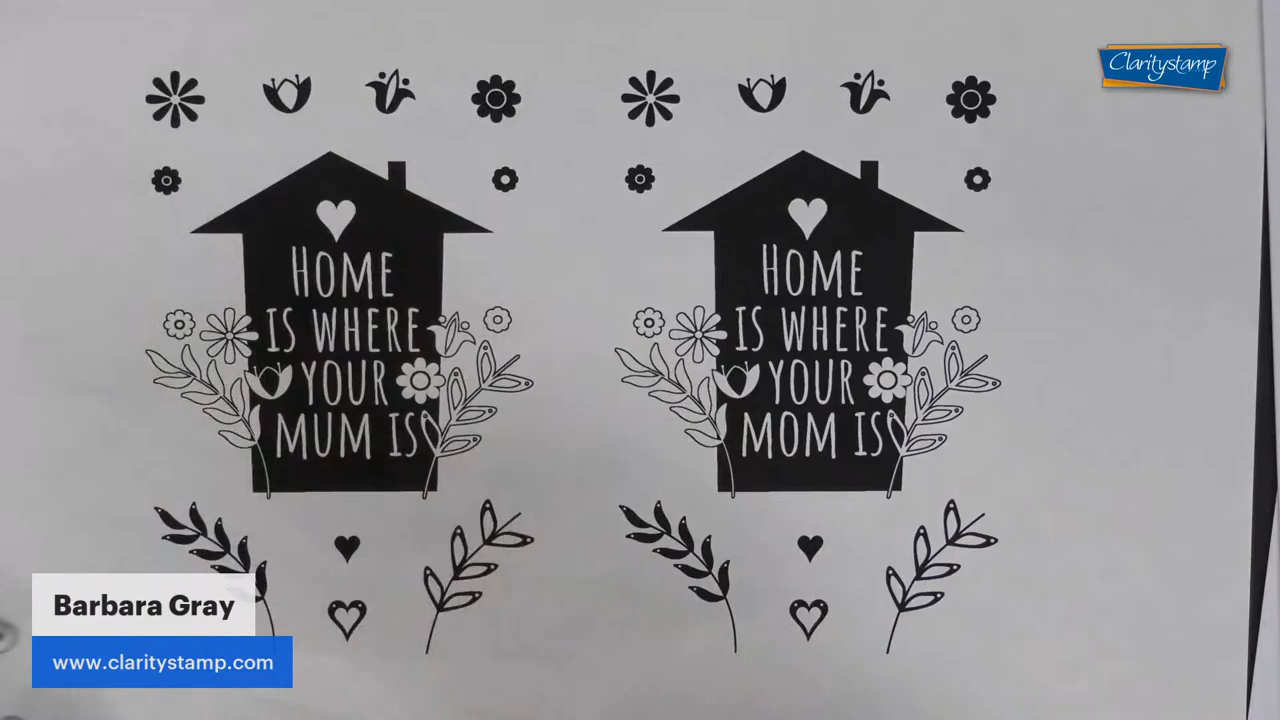 Claritystamp
HOME
IS WHERE
YOUR
MUM IS
HOME
IS WHERE
YOUR
MOM IS
Barbara Gray
www.claritystamp.com